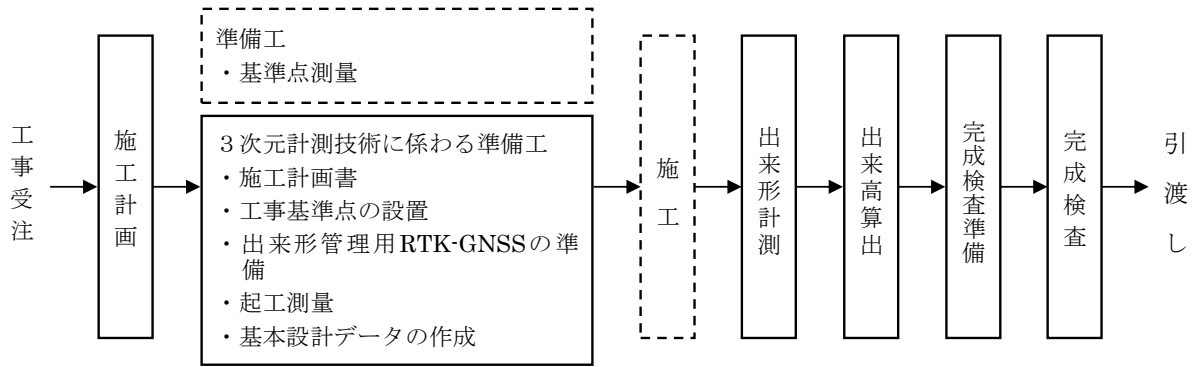 工事受注
施工計画
準備工
・基準点測量
３次元計測技術に係わる準備工
・施工計画書
・工事基準点の設置
・出来形管理用RTK-GNSSの準
備
・起工測量
・基本設計データの作成
施工
出来形計測
出来高算出
完成検査準備
完成検査
引渡し